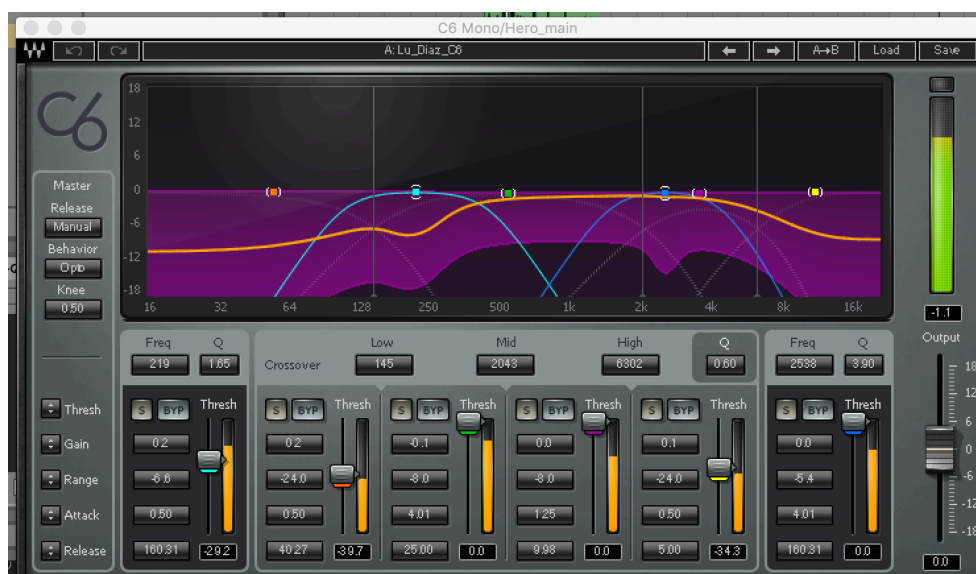 C6 Mono/Hero_main
A: Lu_Diaz_C6 A→B Load Save
C6
18
12
6
0
-6
-12
-18
16 32 64 128 250 500 1k 2k 4k 8k 16k
Master
Release
Manual
Behavior
Opto
Knee
0.50
-1.1
Output
18
12
6
0
-6
-12
-18
0.0
Freq Q
219 1.65
Crossover
Low Mid High Q
145 2043 6302 0.60
Freq Q
2538 3.90
Thresh
Gain
Range
Attack
Release
S BYP Thresh
0.2
-6.6
0.50
160.31 -29.2
S BYP Thresh
0.2
-24.0
0.50
40.27 -39.7
S BYP Thresh
-0.1
-8.0
4.01
25.00 0.0
S BYP Thresh
0.0
-8.0
1.25
9.98 0.0
S BYP Thresh
0.1
-24.0
0.50
5.00 -34.3
S BYP Thresh
0.0
-5.4
4.01
160.31 0.0